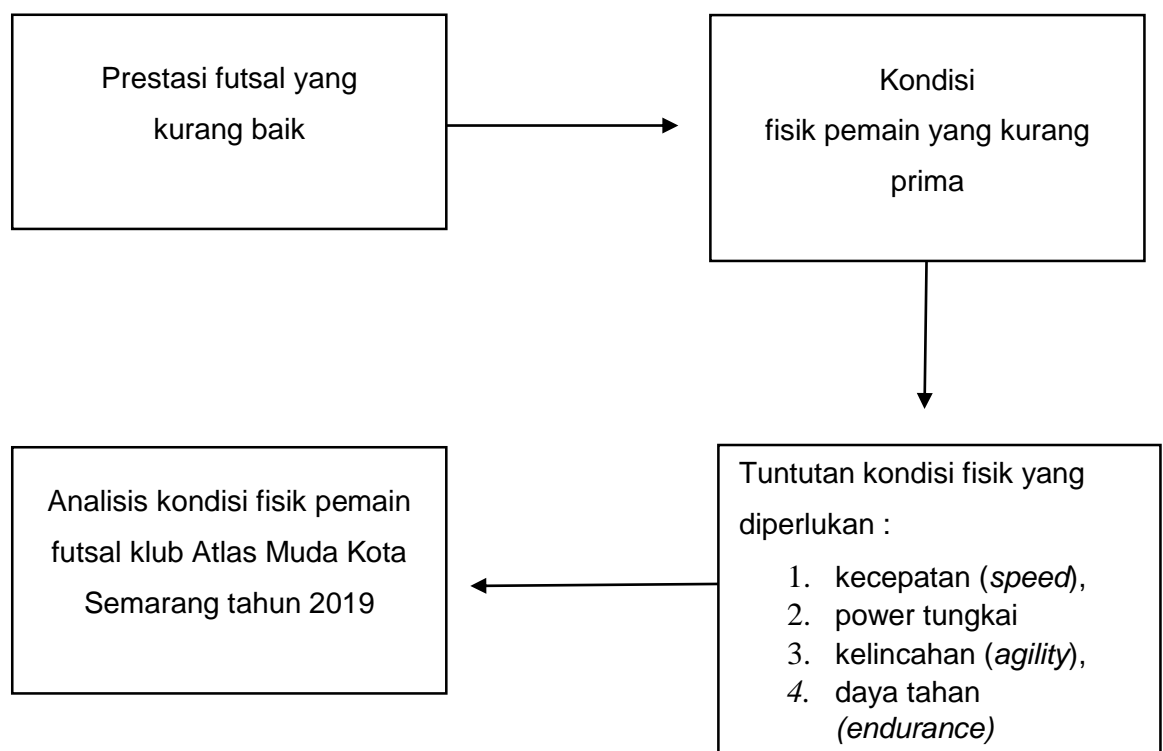 Prestasi futsal yang
kurang baik
Kondisi
fisik pemain yang kurang
prima
Tuntutan kondisi fisik yang
diperlukan :
1. kecepatan (speed),
2. power tungkai
3. kelincahan (agility),
4. daya tahan
(endurance)
Analisis kondisi fisik pemain
futsal klub Atlas Muda Kota
Semarang tahun 2019